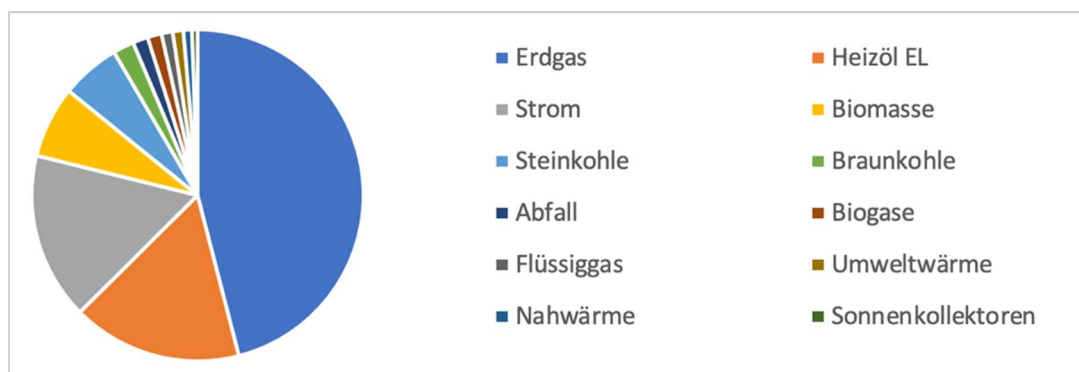 Erdgas Heizöl EL
Strom Biomasse
Steinkohle Braunkohle
Abfall Biogase
Flüssiggas Umweltwärme
Nahwärme Sonnenkollektoren